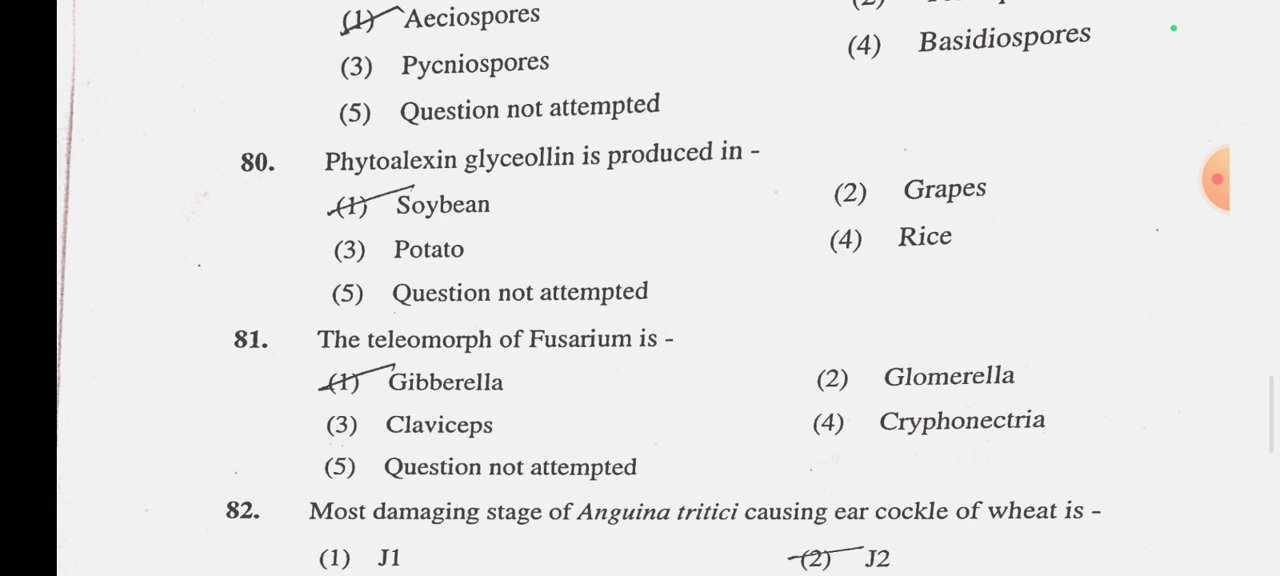 (1) Aeciospores
(3) Pycniospores (4) Basidiospores
(5) Question not attempted
80. Phytoalexin glyceollin is produced in -
(1) Soybean (2) Grapes
(3) Potato (4) Rice
(5) Question not attempted
81. The teleomorph of Fusarium is -
(1) Gibberella (2) Glomerella
(3) Claviceps (4) Cryphonectria
(5) Question not attempted
82. Most damaging stage of Anguina tritici causing ear cockle of wheat is -
(1) J1 (2) J2